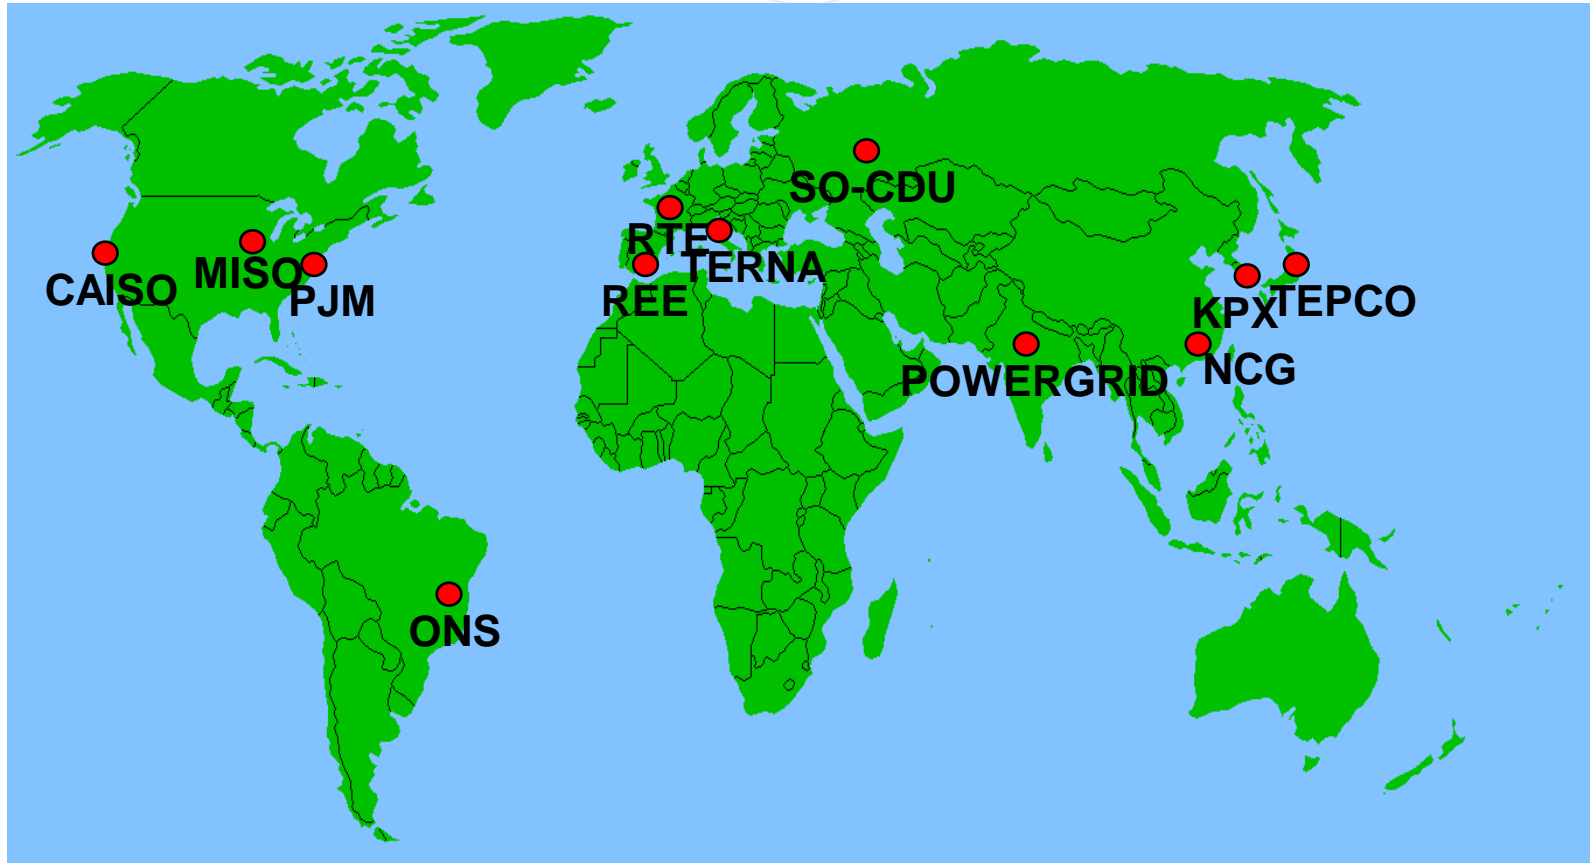 SO-CDU
RTE
TERNA
CAISO
MISO
PJM
REE
KPX
TEPCO
POWERGRID
NCG
ONS